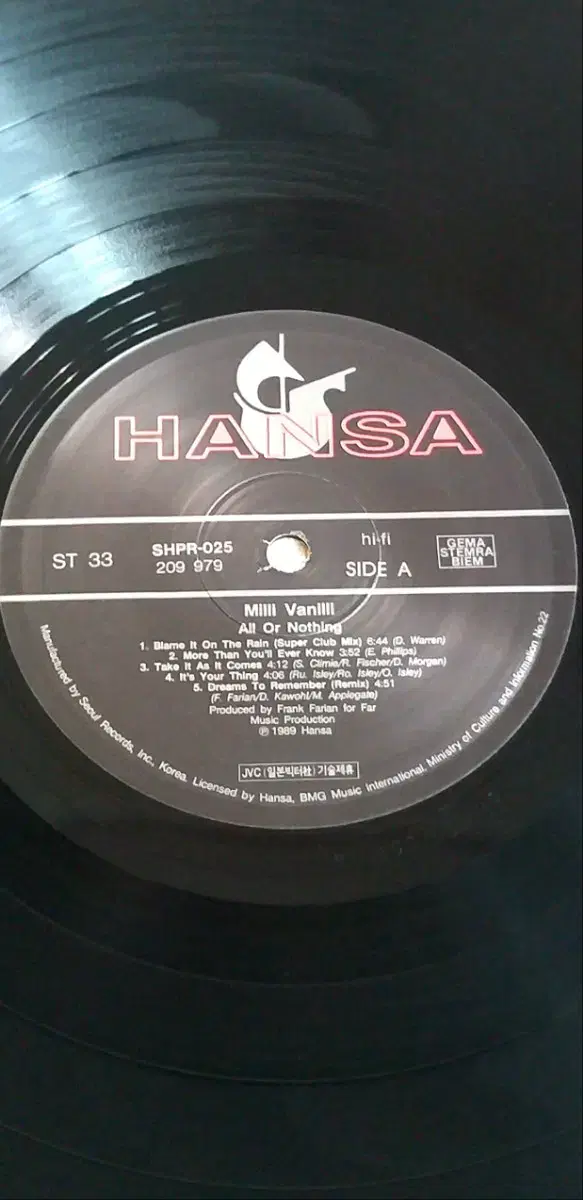 HANSA
ST 33
SHPR-025
209 979
hi-fi
SIDE A
GEMA
STEMRA
BIEM
Milli Vanilli
All Or Nothing
1. Blame It On The Rain (Super Club Mix) 6:44 (D. Warren)
2. More Than You'll Ever Know 3:52 (E. Phillips)
3. Take It As It Comes 4:12 (S. Climie/R. Fischer/D. Morgan)
4. It's Your Thing 4:06 (Ru. Isley/Ro. Isley/O. Isley)
5. Dreams To Remember (Remix) 4:51
(F. Farian/D. Kawohl/M. Applegate)
Produced by Frank Farian for Far
Music Production
℗ 1989 Hansa
JVC(일본빅터社)기술제휴
Manufactured by Seoul Records, Inc., Korea. Licensed by Hansa, BMG Music International. Ministry of Culture and Information No.22